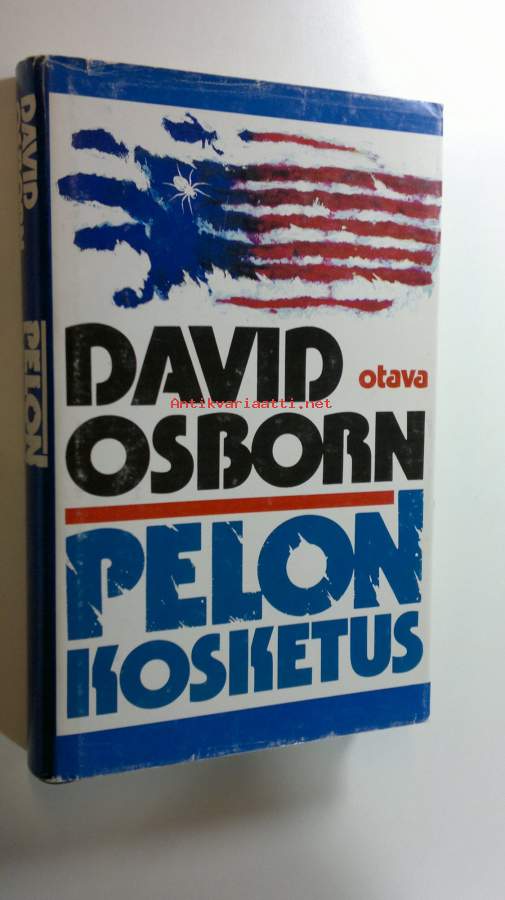 DAVID
OSBORN
otava
Antikvariaatti.net
PELON
KOSKETUS
DAVID
PELON